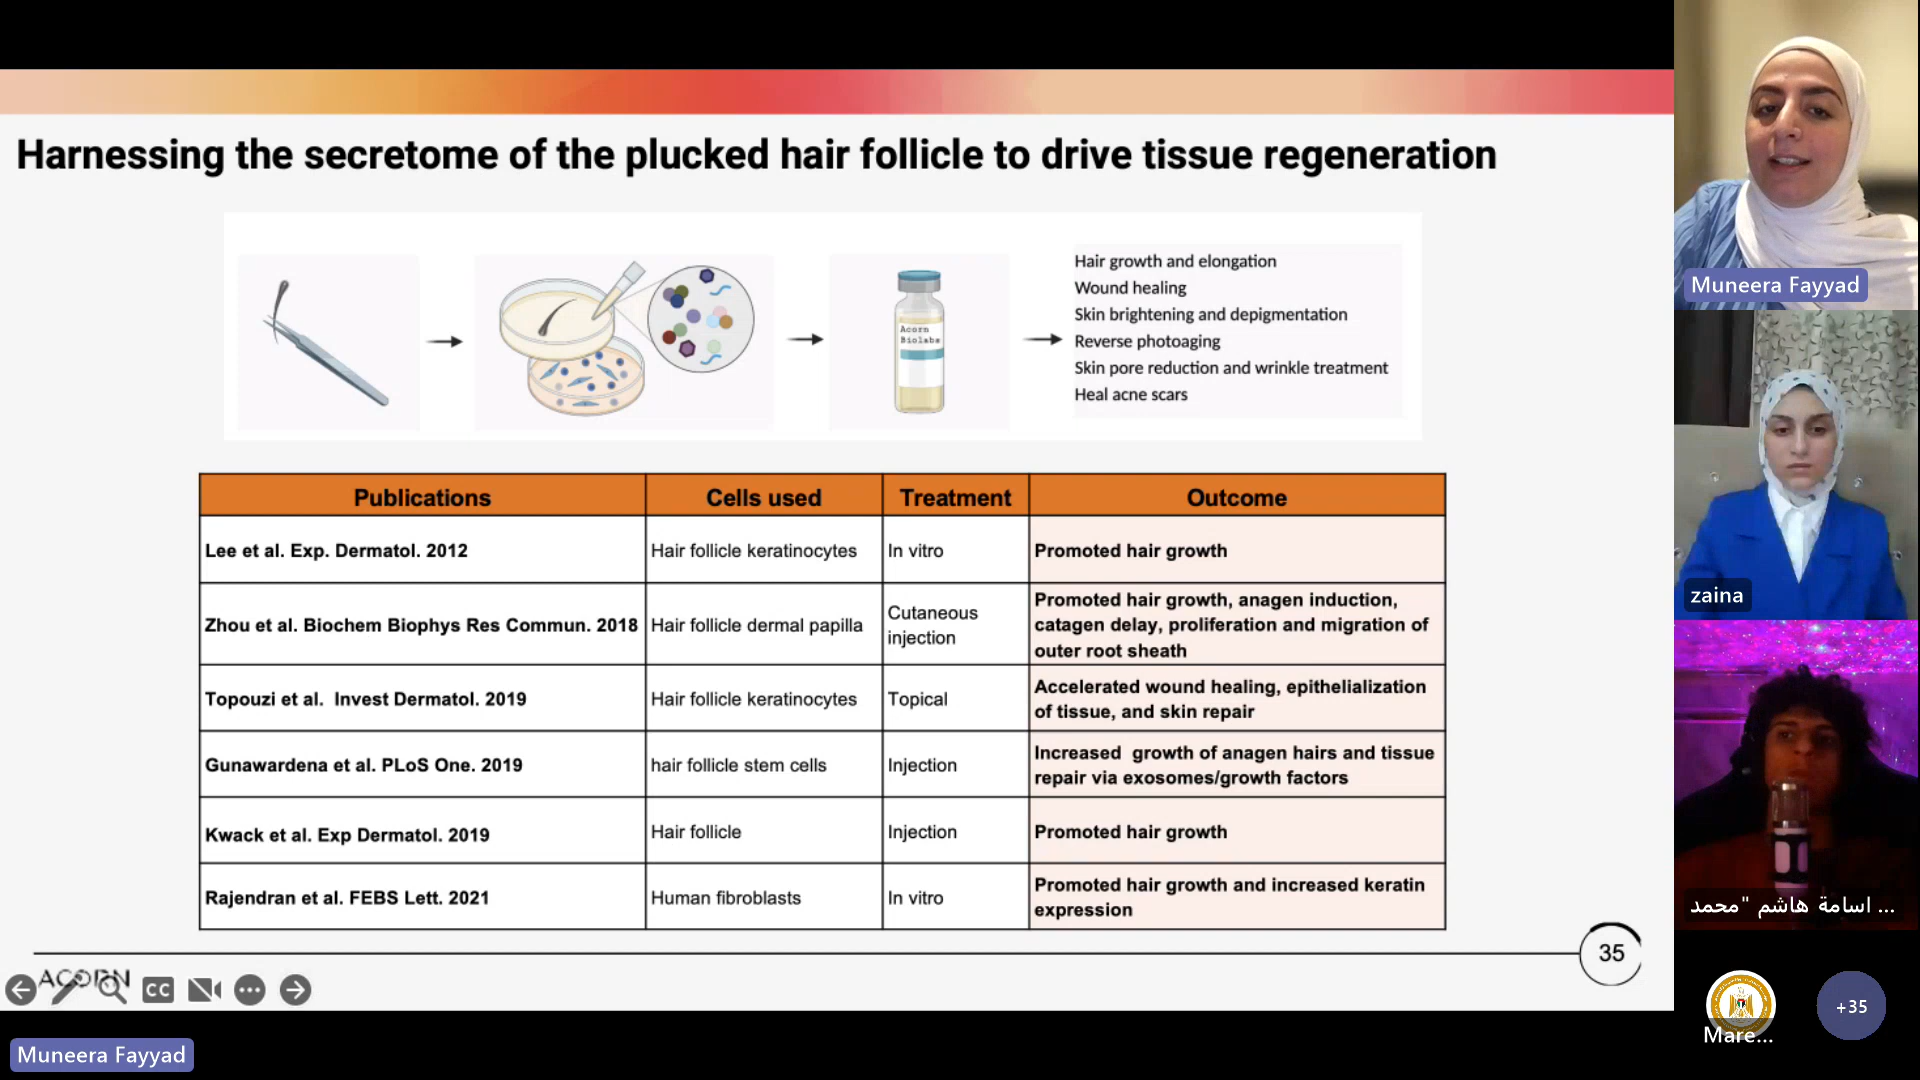 Harnessing the secretome of the plucked hair follicle to drive tissue regeneration
Acorn
Biolabs
Hair growth and elongation
Wound healing
Skin brightening and depigmentation
Reverse photoaging
Skin pore reduction and wrinkle treatment
Heal acne scars
Publications Cells used Treatment Outcome
Lee et al. Exp. Dermatol. 2012 Hair follicle keratinocytes In vitro Promoted hair growth
Zhou et al. Biochem Biophys Res Commun. 2018 Hair follicle dermal papilla Cutaneous
injection Promoted hair growth, anagen induction,
catagen delay, proliferation and migration of
outer root sheath
Topouzi et al. Invest Dermatol. 2019 Hair follicle keratinocytes Topical Accelerated wound healing, epithelialization
of tissue, and skin repair
Gunawardena et al. PLoS One. 2019 hair follicle stem cells Injection Increased growth of anagen hairs and tissue
repair via exosomes/growth factors
Kwack et al. Exp Dermatol. 2019 Hair follicle Injection Promoted hair growth
Rajendran et al. FEBS Lett. 2021 Human fibroblasts In vitro Promoted hair growth and increased keratin
expression
35
ACORN
CC
Muneera Fayyad
Muneera Fayyad
zaina
اسامة هاشم "محمد ...
Mare...
+35